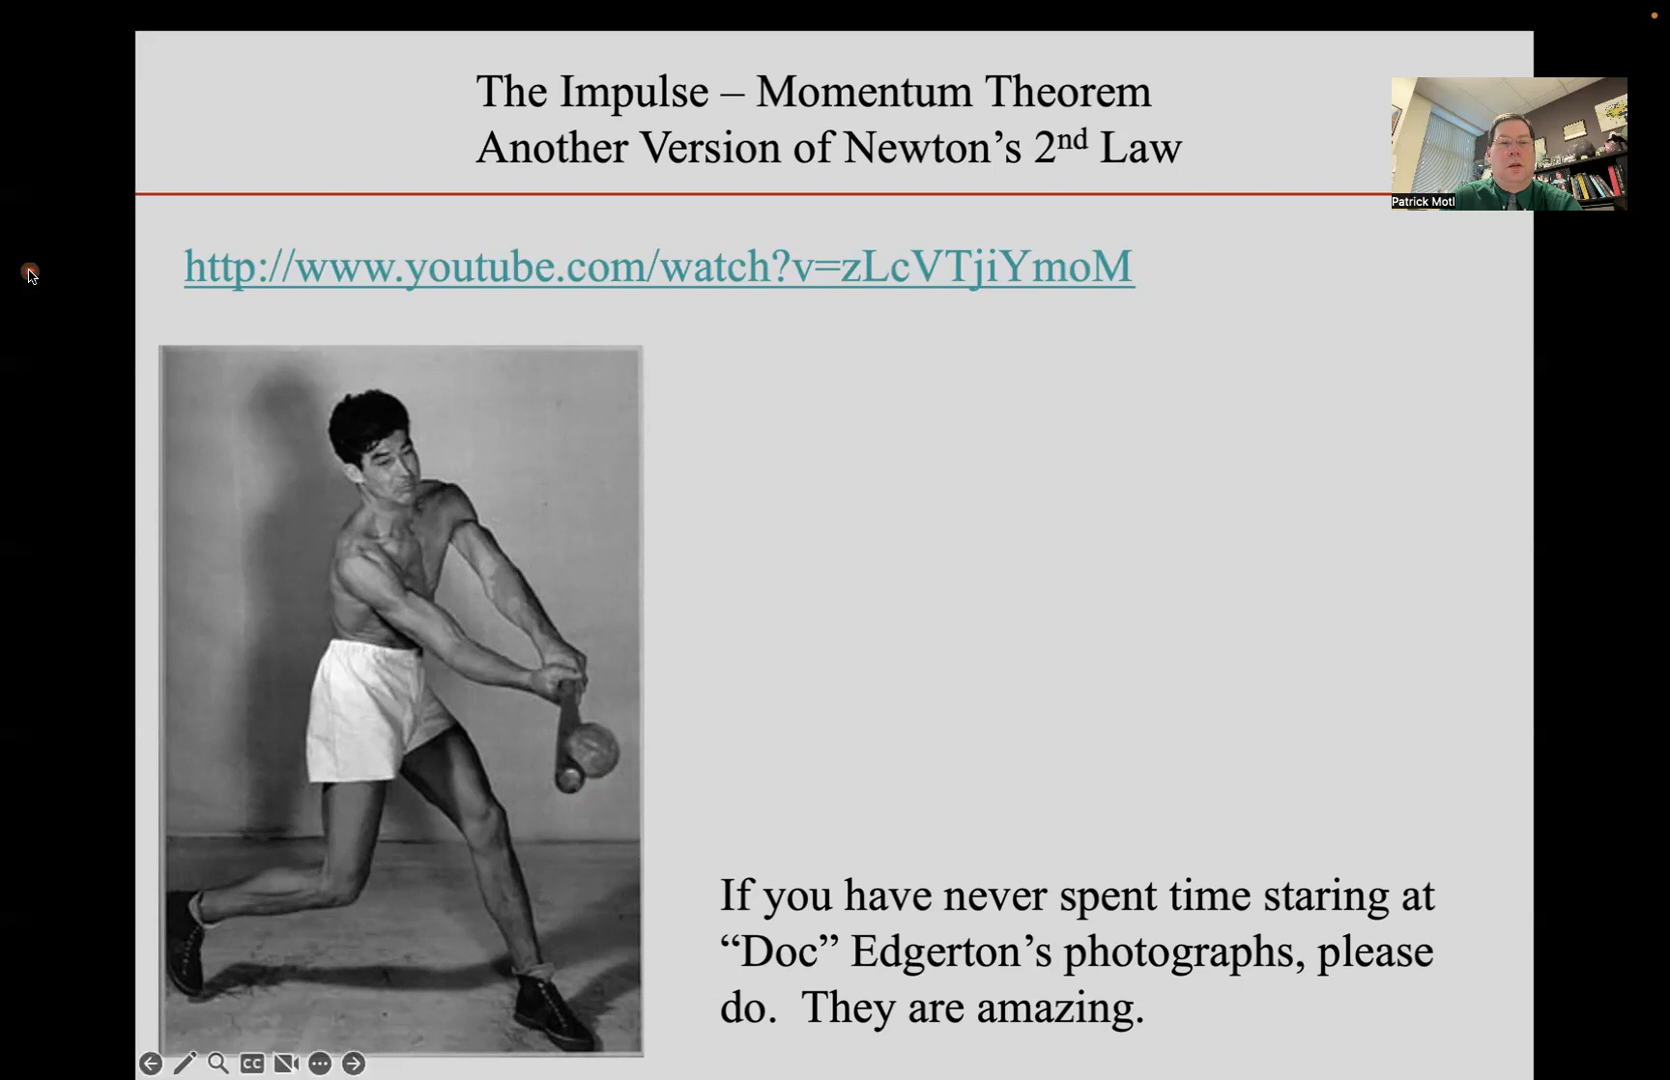 The Impulse – Momentum Theorem
Another Version of Newton’s 2nd Law
Patrick Motl
http://www.youtube.com/watch?v=zLcVTjiYmoM
If you have never spent time staring at
“Doc” Edgerton’s photographs, please
do.  They are amazing.
CC